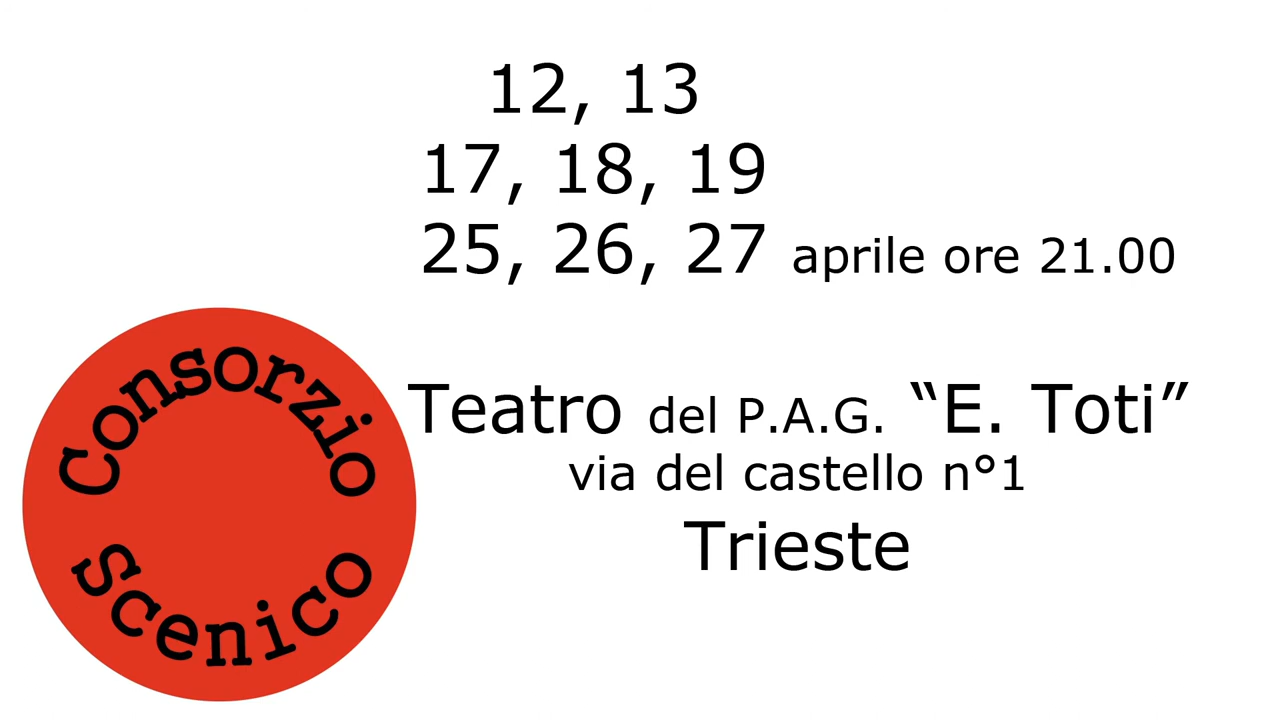 12, 13
17, 18, 19
25, 26, 27 aprile ore 21.00
Consorzio
Scenico
Teatro del P.A.G. “E. Toti”
via del castello n°1
Trieste